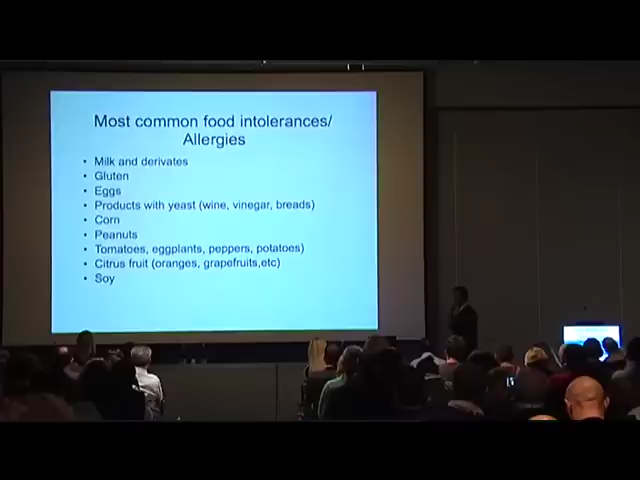 Most common food intolerances/
Allergies
• Milk and derivates
• Gluten
• Eggs
• Products with yeast (wine, vinegar, breads)
• Corn
• Peanuts
• Tomatoes, eggplants, peppers, potatoes)
• Citrus fruit (oranges, grapefruits,etc)
• Soy